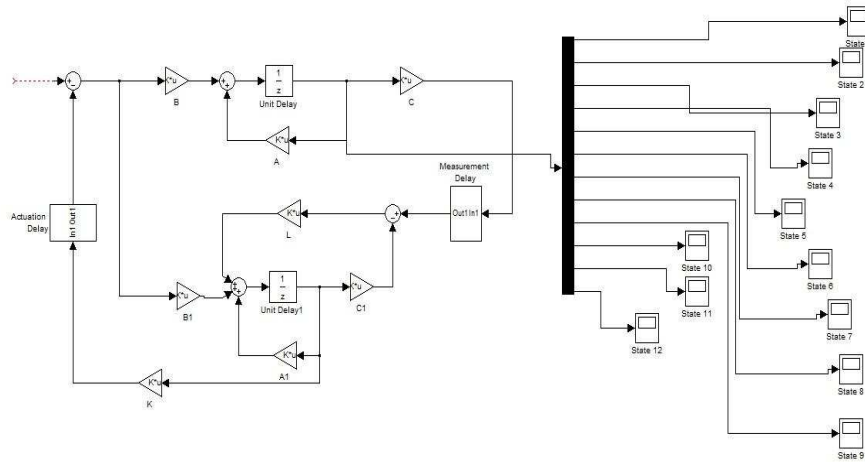 State
State 2
State 3
State 4
State 5
State 6
State 7
State 8
State 9
State 10
State 11
State 12
+
−
K*u
B
+
+
1
z
Unit Delay
K*u
C
K*u
A
Measurement
Delay
Out1 In1
Actuation
Delay
In1 Out1
K*u
L
−
+
K*u
B1
+
+
+
1
z
Unit Delay1
K*u
C1
K*u
A1
K*u
K